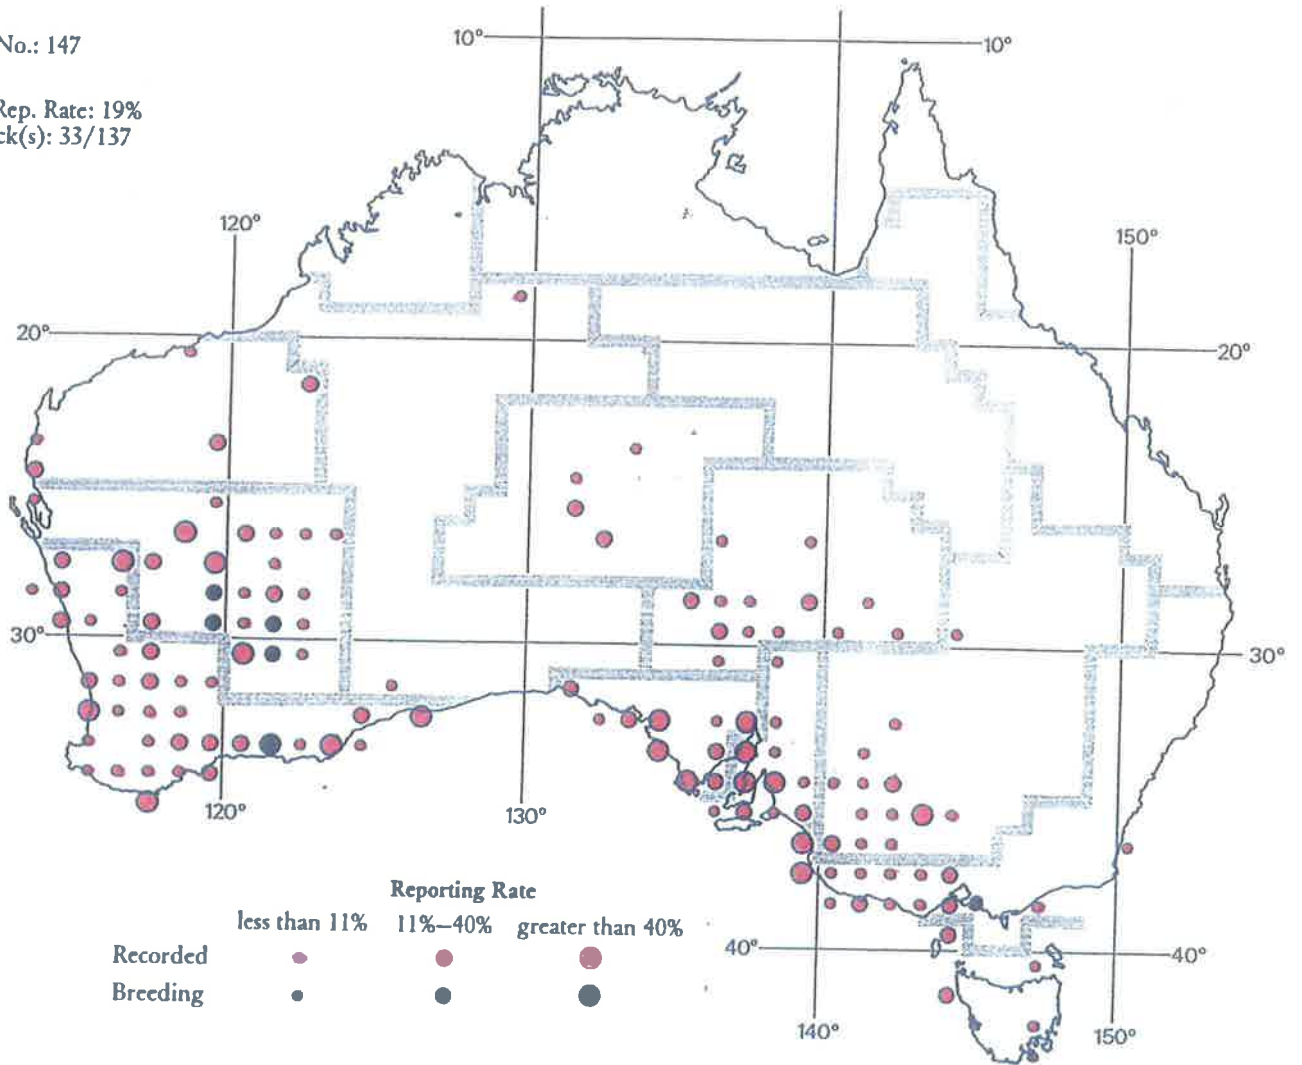 No.: 147
Rep. Rate: 19%
ck(s): 33/137
10°
10°
120°
150°
20°
20°
30°
30°
120°
130°
Reporting Rate
less than 11% 11%–40% greater than 40%
Recorded
Breeding
40°
40°
140°
150°